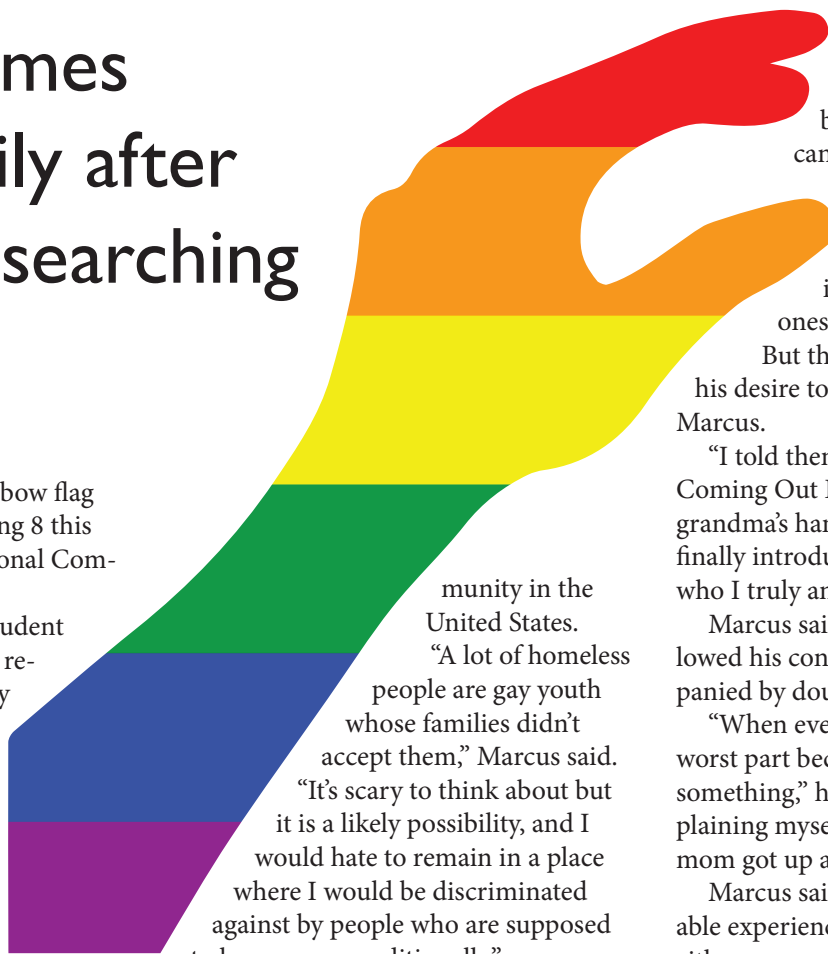 mes
ily after
searching
bow flag
ng 8 this
onal Com-
udent
re-
y
munity in the
United States.
“A lot of homeless
people are gay youth
whose families didn’t
accept them,” Marcus said.
“It’s scary to think about but
it is a likely possibility, and I
would hate to remain in a place
where I would be discriminated
against by people who are supposed
can
ones
But th
his desire to
Marcus.
“I told ther
Coming Out
grandma’s har
finally introdu
who I truly ar
Marcus sai
lowed his con
panied by dou
“When eve
worst part bec
something,” h
plaining myse
mom got up a
Marcus sai
able experienc